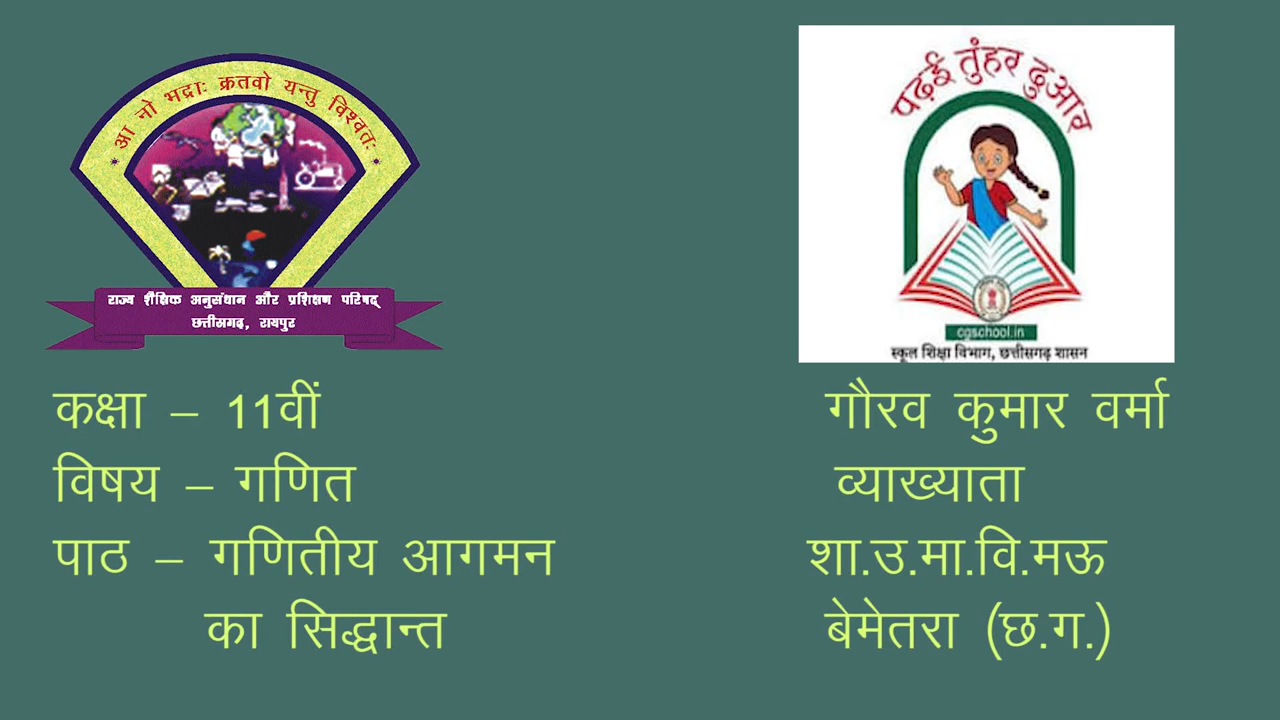 आ नो भद्राः क्रतवो यन्तु विश्वतः
राज्य शैक्षिक अनुसंधान और प्रशिक्षण परिषद्
छत्तीसगढ़, रायपुर
पढ़ई तुंहर दुआर
cgschool.in
स्कूल शिक्षा विभाग, छत्तीसगढ़ शासन
कक्षा – 11वीं
विषय – गणित
पाठ – गणितीय आगमन
का सिद्धान्त
गौरव कुमार वर्मा
व्याख्याता
शा.उ.मा.वि.मऊ
बेमेतरा (छ.ग.)